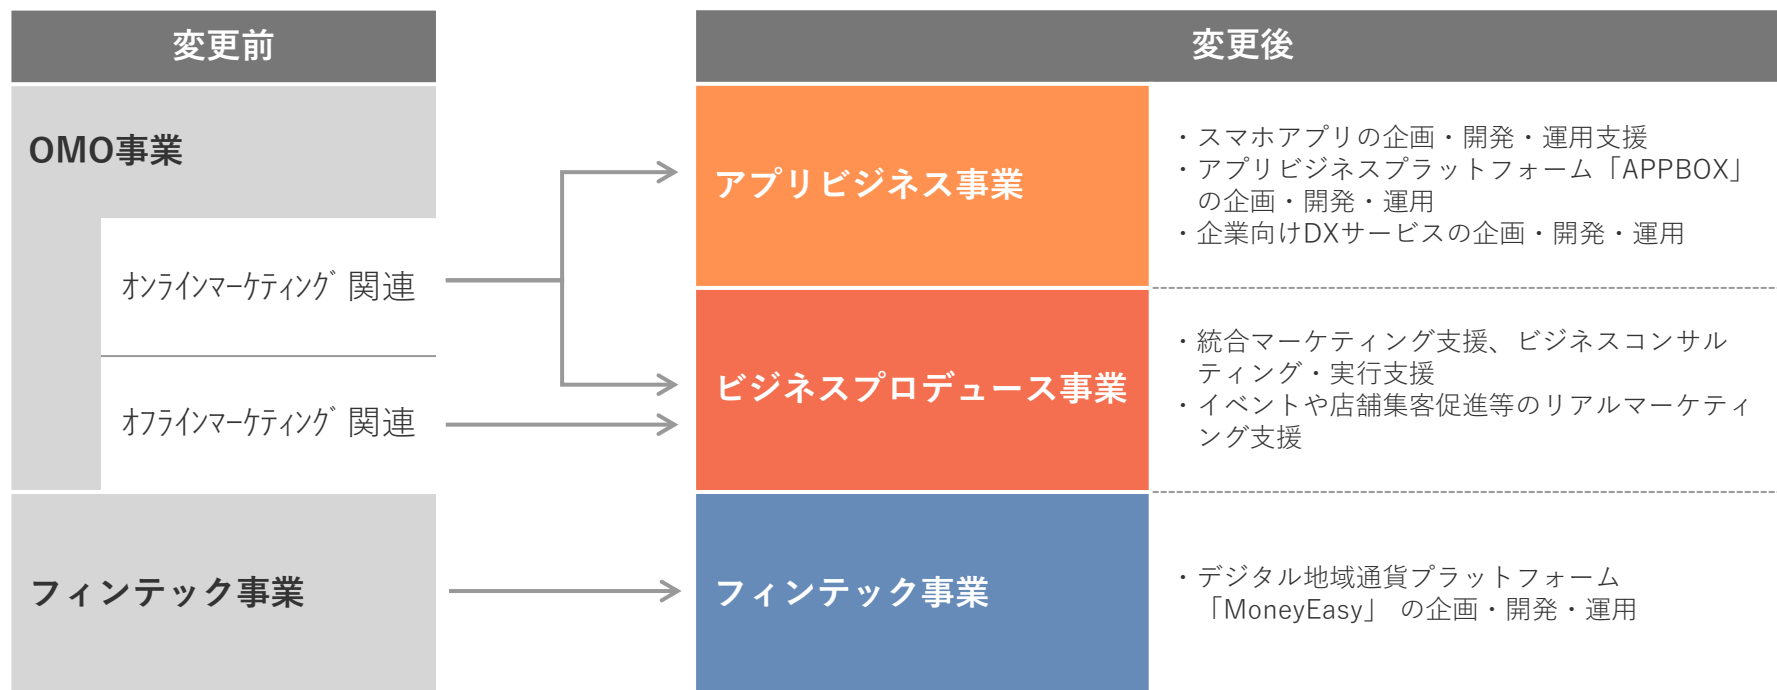 変更前
変更後
OMO事業
ｵﾝﾗｲﾝﾏｰｹﾃｨﾝｸﾞ 関連
ｵﾌﾗｲﾝﾏｰｹﾃｨﾝｸﾞ 関連
フィンテック事業
アプリビジネス事業
・スマホアプリの企画・開発・運用支援
・アプリビジネスプラットフォーム「APPBOX」
の企画・開発・運用
・企業向けDXサービスの企画・開発・運用
ビジネスプロデュース事業
・統合マーケティング支援、ビジネスコンサル
ティング・実行支援
・イベントや店舗集客促進等のリアルマーケティ
ング支援
フィンテック事業
・デジタル地域通貨プラットフォーム
「MoneyEasy」 の企画・開発・運用